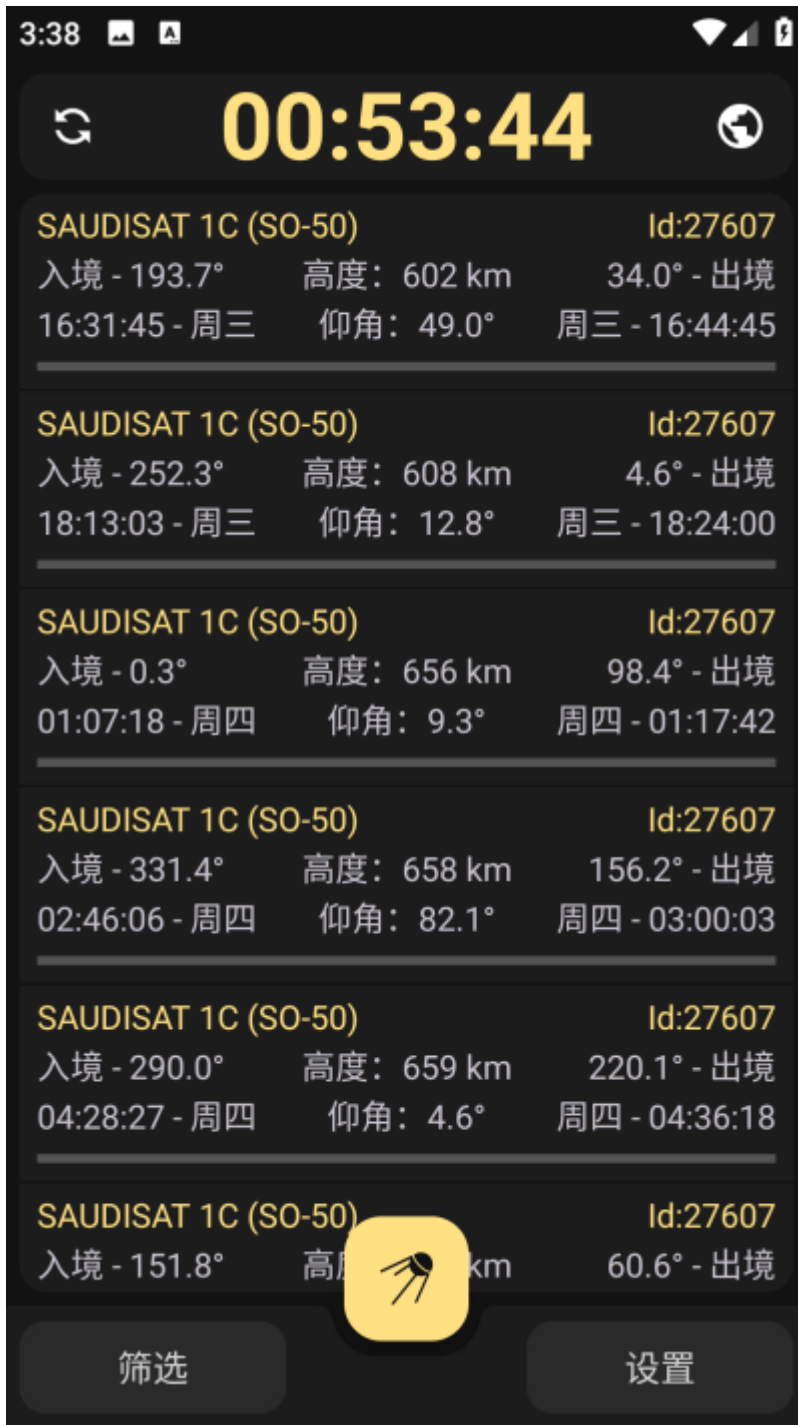 3:38
00:53:44
SAUDISAT 1C (SO-50) Id:27607
入境 - 193.7° 高度：602 km 34.0° - 出境
16:31:45 - 周三 仰角：49.0° 周三 - 16:44:45
SAUDISAT 1C (SO-50) Id:27607
入境 - 252.3° 高度：608 km 4.6° - 出境
18:13:03 - 周三 仰角：12.8° 周三 - 18:24:00
SAUDISAT 1C (SO-50) Id:27607
入境 - 0.3° 高度：656 km 98.4° - 出境
01:07:18 - 周四 仰角：9.3° 周四 - 01:17:42
SAUDISAT 1C (SO-50) Id:27607
入境 - 331.4° 高度：658 km 156.2° - 出境
02:46:06 - 周四 仰角：82.1° 周四 - 03:00:03
SAUDISAT 1C (SO-50) Id:27607
入境 - 290.0° 高度：659 km 220.1° - 出境
04:28:27 - 周四 仰角：4.6° 周四 - 04:36:18
SAUDISAT 1C (SO-50) Id:27607
入境 - 151.8° 高 km 60.6° - 出境
筛选 设置